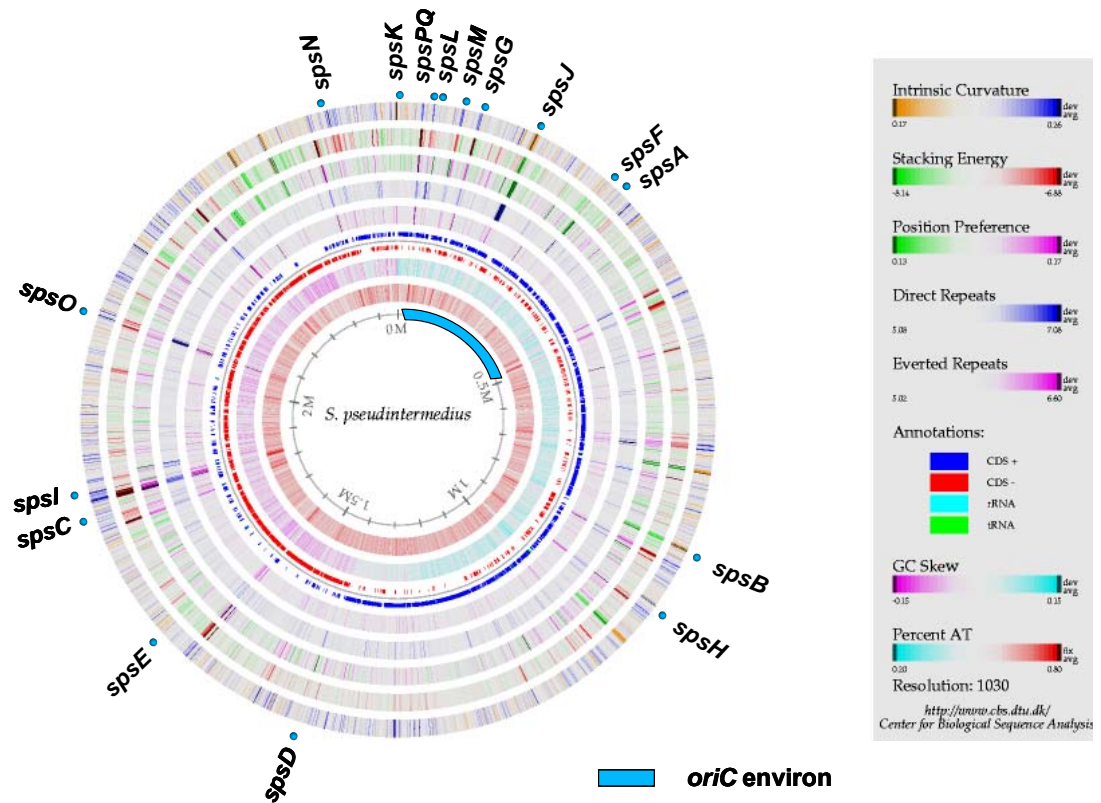 spsN
spsK
spsPQ
spsL
spsM
spsG
spsJ
spsF
spsA
spsO
spsI
spsC
spsE
spsD
spsB
spsH
0M
0.5M
1M
1.5M
2M
S. pseudintermedius
oriC environ
Intrinsic Curvature
dev
avg
0.17 0.26
Stacking Energy
dev
avg
-8.14 -6.88
Position Preference
dev
avg
0.13 0.17
Direct Repeats
dev
avg
5.08 7.08
Everted Repeats
dev
avg
5.02 6.60
Annotations:
CDS +
CDS -
rRNA
tRNA
GC Skew
dev
avg
-0.15 0.15
Percent AT
fix
avg
0.20 0.80
Resolution: 1030
http://www.cbs.dtu.dk/
Center for Biological Sequence Analysis